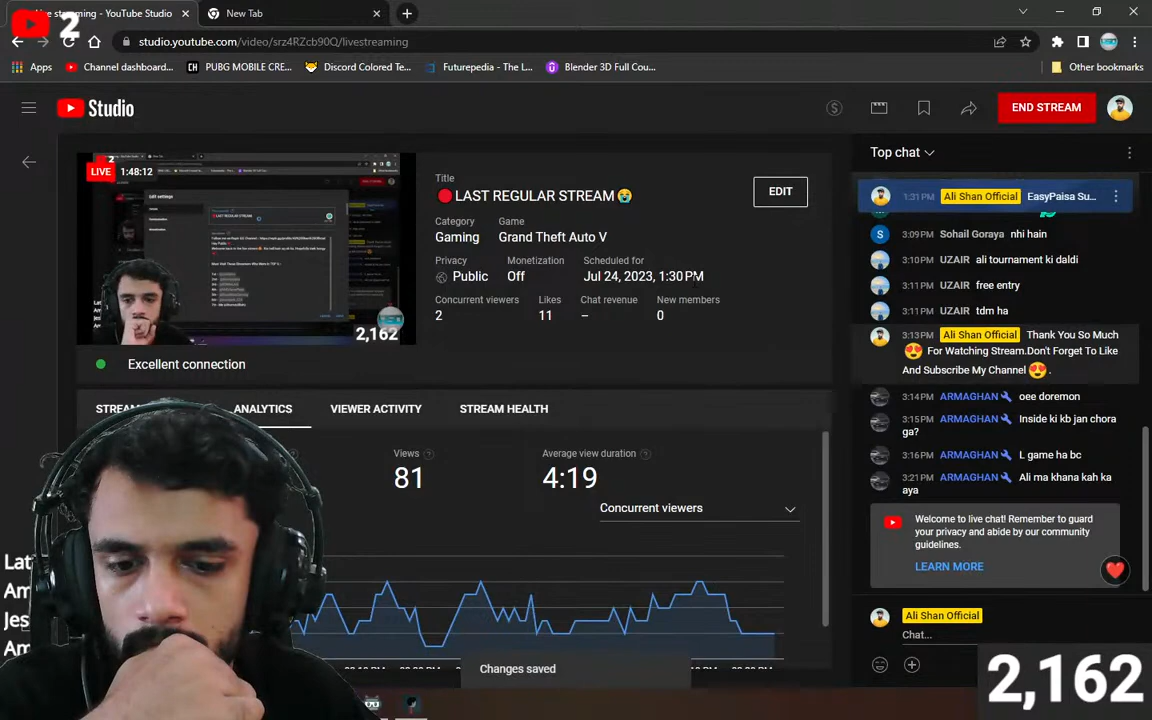 Live streaming - YouTube Studio
New Tab
2
studio.youtube.com/video/srz4RZcb90Q/livestreaming
Apps
Channel dashboard...
PUBG MOBILE CRE...
Discord Colored Te...
Futurepedia - The L...
Blender 3D Full Cou...
Other bookmarks
Studio
END STREAM
LIVE 1:48:12
2,162
Title
🔴LAST REGULAR STREAM😭
EDIT
Category
Gaming
Game
Grand Theft Auto V
Privacy
Public
Monetization
Off
Scheduled for
Jul 24, 2023, 1:30 PM
Concurrent viewers
2
Likes
11
Chat revenue
–
New members
0
Excellent connection
STREAM
ANALYTICS
VIEWER ACTIVITY
STREAM HEALTH
Views
81
Average view duration
4:19
Concurrent viewers
Changes saved
Top chat
1:31 PM Ali Shan Official EasyPaisa Su...
Sohail Goraya nhi hain
3:09 PM
3:10 PM UZAIR ali tournament ki daldi
3:11 PM UZAIR free entry
3:11 PM UZAIR tdm ha
3:13 PM Ali Shan Official Thank You So Much
😍 For Watching Stream.Don't Forget To Like
And Subscribe My Channel 😍 .
3:14 PM ARMAGHAN oee doremon
3:15 PM ARMAGHAN Inside ki kb jan chora
ga?
3:16 PM ARMAGHAN L game ha bc
3:21 PM ARMAGHAN Ali ma khana kah ka
aya
Welcome to live chat! Remember to guard
your privacy and abide by our community
guidelines.
LEARN MORE
Ali Shan Official
Chat...
2,162